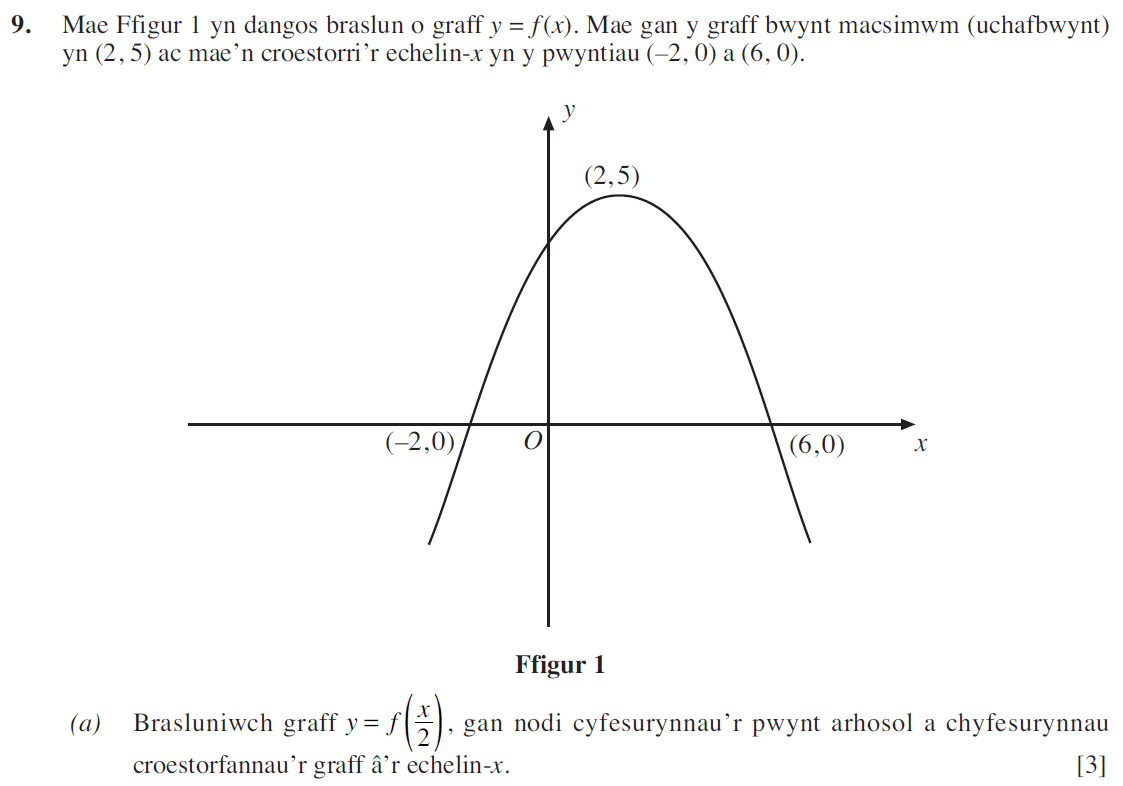 9. Mae Ffigur 1 yn dangos braslun o graff y = f(x). Mae gan y graff bwynt macsimwm (uchafbwynt)
yn (2, 5) ac mae’n croestorri’r echelin-x yn y pwyntiau (–2, 0) a (6, 0).
y
(2,5)
(–2,0)
O
(6,0)
x
Ffigur 1
(a) Brasluniwch graff y = f(x/2), gan nodi cyfesurynnau’r pwynt arhosol a chyfesurynnau
croestorfannau’r graff â’r echelin-x. [3]